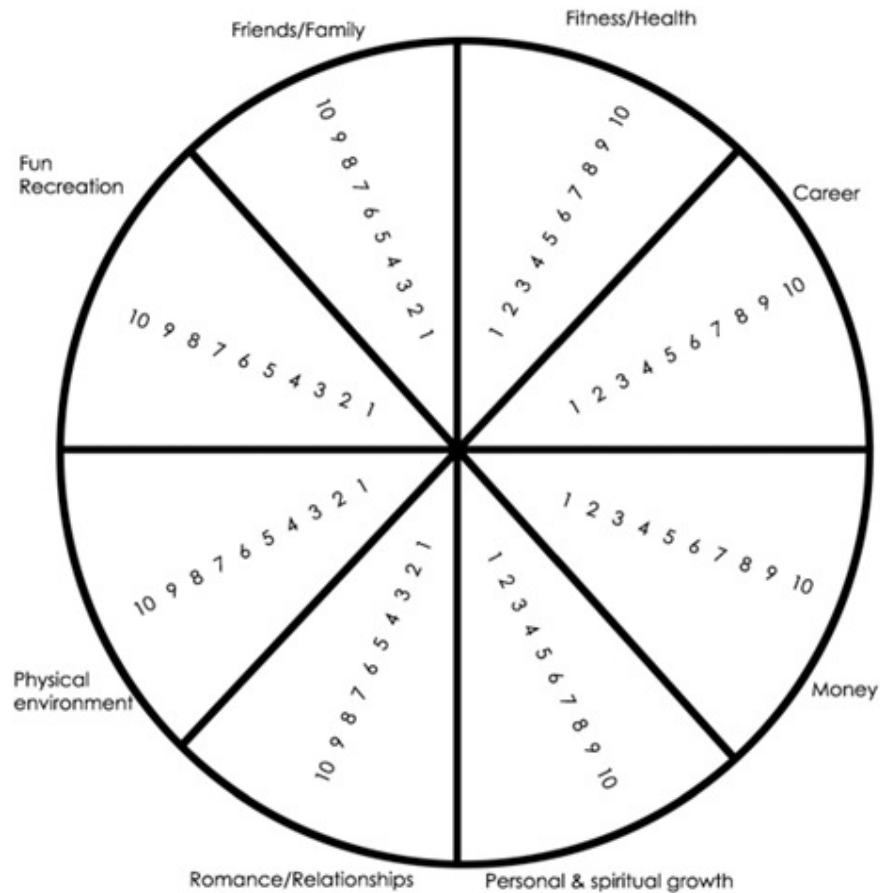 Friends/Family
Fitness/Health
Fun
Recreation
Career
10 9 8 7 6 5 4 3 2 1
1 2 3 4 5 6 7 8 9 10
10 9 8 7 6 5 4 3 2 1
1 2 3 4 5 6 7 8 9 10
10 9 8 7 6 5 4 3 2 1
1 2 3 4 5 6 7 8 9 10
10 9 8 7 6 5 4 3 2 1
1 2 3 4 5 6 7 8 9 10
Physical
environment
Money
Romance/Relationships
Personal & spiritual growth